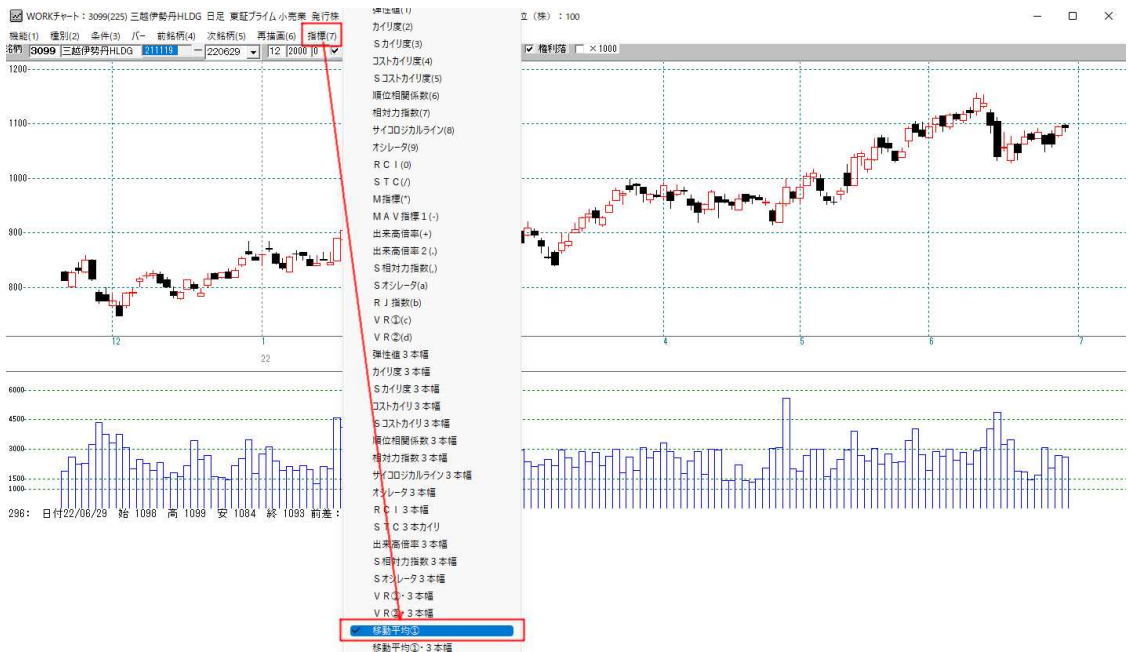 WORKチャート：3099(225) 三越伊勢丹HLDG 日足 東証プライム 小売業 発行株
立（株）：100
機能(1) 種別(2) 条件(3) バー 前銘柄(4) 次銘柄(5) 再描画(6) 指標(7)
銘柄 3099 三越伊勢丹HLDG 211119 － 220629 12 2000 0
権利落 ×1000
弾性値(1)
カイリ度(2)
Ｓカイリ度(3)
コストカイリ度(4)
Ｓコストカイリ度(5)
順位相関係数(6)
相対力指数(7)
サイコロジカルライン(8)
オシレータ(9)
ＲＣＩ(0)
ＳＴＣ(/)
Ｍ指標(*)
ＭＡＶ指標１(-)
出来高倍率(+)
出来高倍率２(.)
Ｓ相対力指数(,)
Ｓオシレータ(a)
ＲＪ指数(b)
ＶＲ①(c)
ＶＲ②(d)
弾性値３本幅
カイリ度３本幅
Ｓカイリ度３本幅
コストカイリ３本幅
Ｓコストカイリ３本幅
順位相関係数３本幅
相対力指数３本幅
サイコロジカルライン３本幅
オシレータ３本幅
ＲＣＩ３本幅
ＳＴＣ３本カイリ
出来高倍率３本幅
Ｓ相対力指数３本幅
Ｓオシレータ３本幅
ＶＲ①・３本幅
ＶＲ②・３本幅
移動平均①
移動平均①・３本幅
1200
1100
1000
900
800
12 1 4 5 6 7
22
6000
4500
3000
1500
1000
296： 日付22/06/29 始 1098 高 1099 安 1084 終 1093 前差：